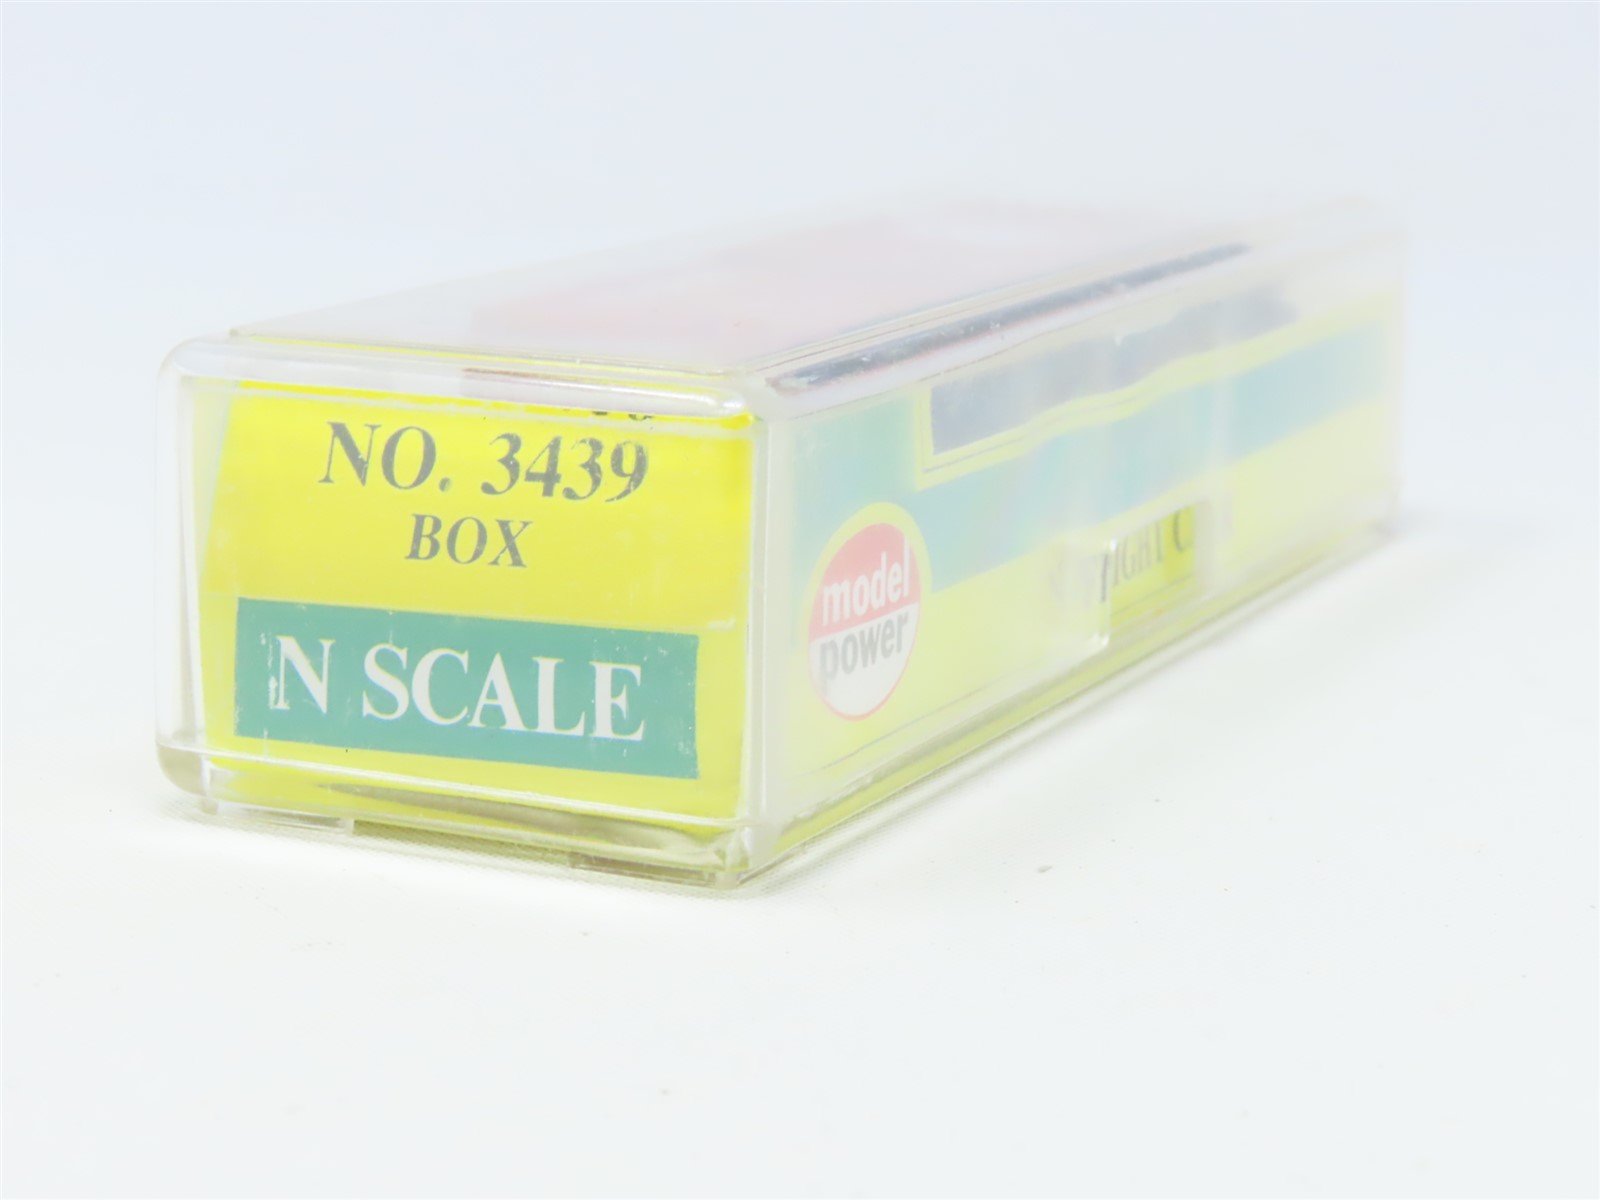 NO. 3439
BOX
N SCALE
model
power